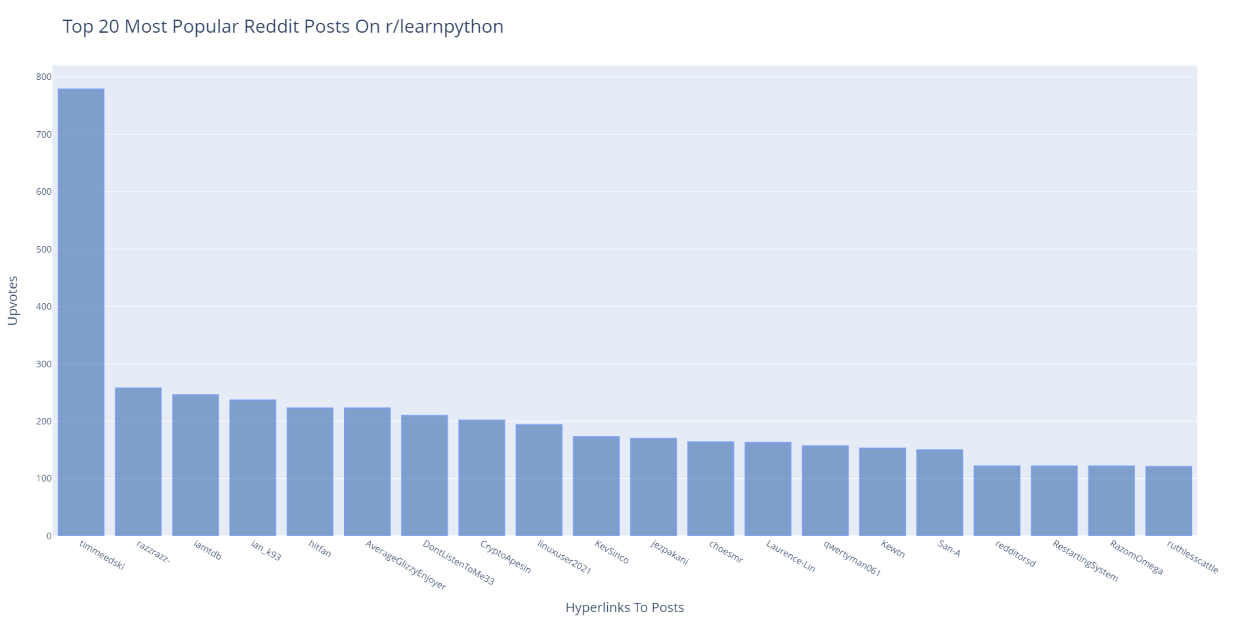 Top 20 Most Popular Reddit Posts On r/learnpython
Upvotes
800
700
600
500
400
300
200
100
0
timmeedski
razzrazz-
iamtdb
ian_k93
hitfan
AverageGlizzyEnjoyer
DontListenToMe33
CryptoApesin
linuxuser2021
KevSinco
jezpakani
choesmr
Laurence-Lin
qwertyman061
Kewtn
San-A
redditorsd
RestartingSystem
RazomOmega
ruthlesscattle
Hyperlinks To Posts